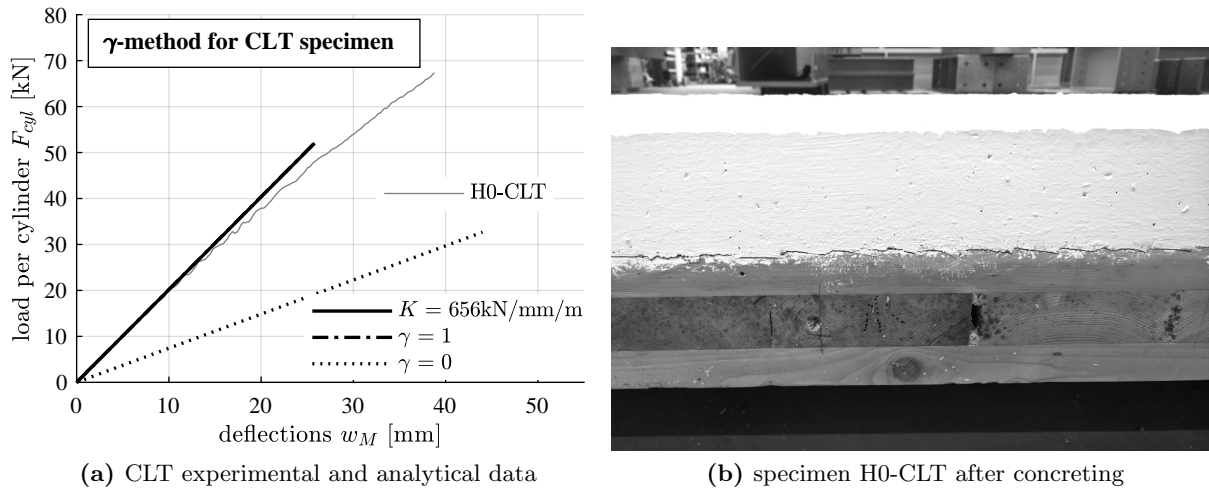 γ-method for CLT specimen
load per cylinder F_cyl [kN]
80
70
60
50
40
30
20
10
0
H0-CLT
K = 656kN/mm/m
γ = 1
γ = 0
0 10 20 30 40 50
deflections w_M [mm]
(a) CLT experimental and analytical data
(b) specimen H0-CLT after concreting